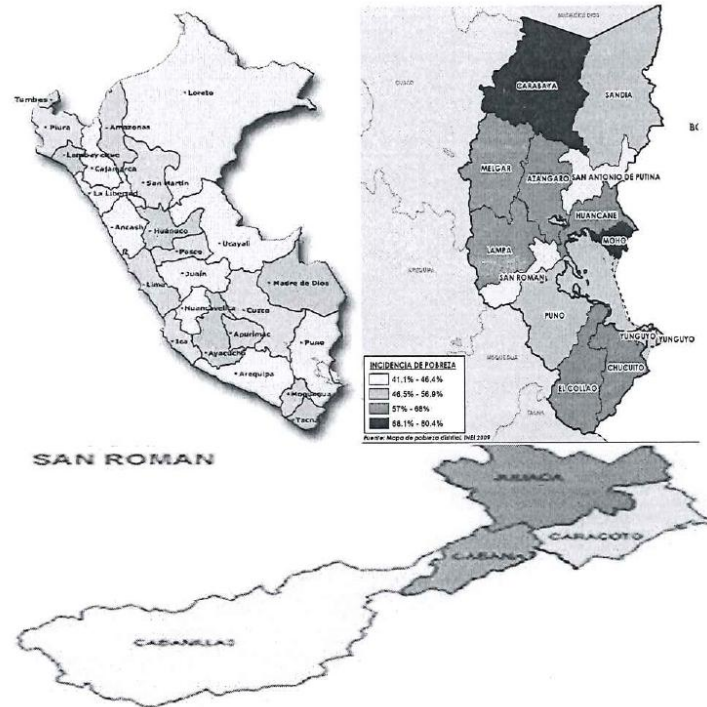 Loreto
Tumbes
Piura
Amazonas
Lambayeque
Cajamarca
San Martín
La Libertad
Ancash
Huánuco
Ucayali
Pasco
Junín
Lima
Madre de Dios
Huancavelica
Cuzco
Ica
Apurímac
Ayacucho
Puno
Arequipa
Moquegua
Tacna
CARABAYA
SANDIA
MELGAR
AZANGARO
SAN ANTONIO DE PUTINA
HUANCANE
MOHO
LAMPA
SAN ROMAN
PUNO
YUNGUYO
YUNGUYO
CHUCUITO
EL COLLAO
INCIDENCIA DE POBREZA
41.1% - 46.4%
46.5% - 56.9%
57% - 68%
68.1% - 80.4%
Fuente: Mapa de pobreza distrital, INEI 2009
SAN ROMAN
JULIACA
CARACOTO
CABANA
CABANILLAS